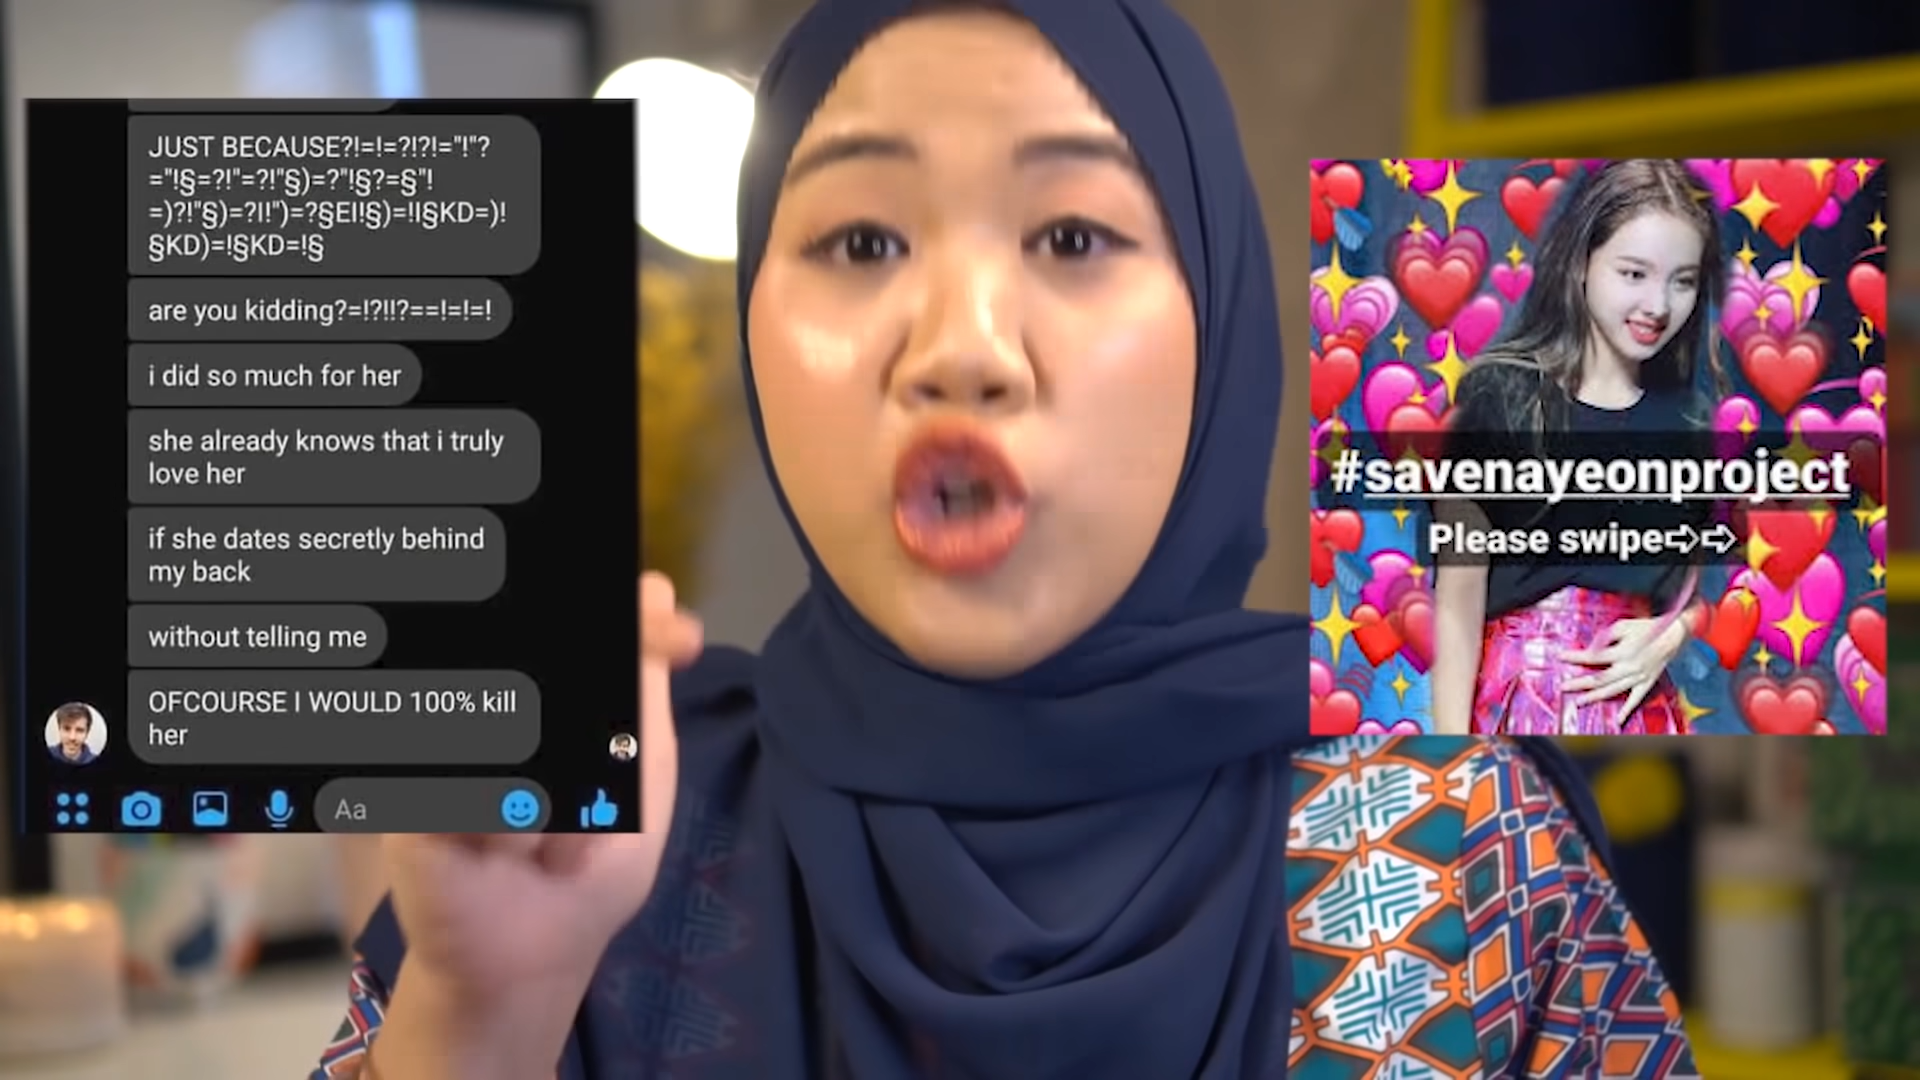 JUST BECAUSE?!=!=?!?!="!"?
="!§=?!"=?!"§)=?"!§?=§"!
=)?!"§)=?I!")=?§EI!§)=!I§KD=)!
§KD)=!§KD=!§
are you kidding?=!?!!?==!=!=!
i did so much for her
she already knows that i truly
love her
if she dates secretly behind
my back
without telling me
OFCOURSE I WOULD 100% kill
her
Aa
#savenayeonproject
Please swipe⇨⇨